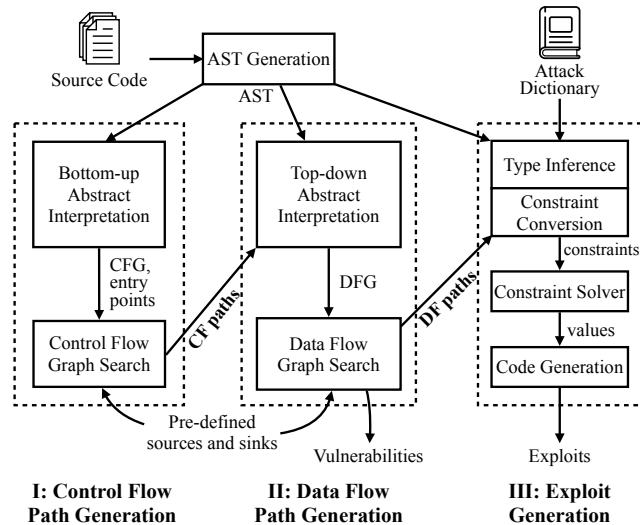 Source Code
AST Generation
Attack
Dictionary
AST
Bottom-up
Abstract
Interpretation
CFG,
entry
points
Control Flow
Graph Search
CF paths
Top-down
Abstract
Interpretation
DFG
Data Flow
Graph Search
DF paths
Type Inference
Constraint
Conversion
constraints
Constraint Solver
values
Code Generation
Pre-defined
sources and sinks
Vulnerabilities
Exploits
I: Control Flow
Path Generation
II: Data Flow
Path Generation
III: Exploit
Generation